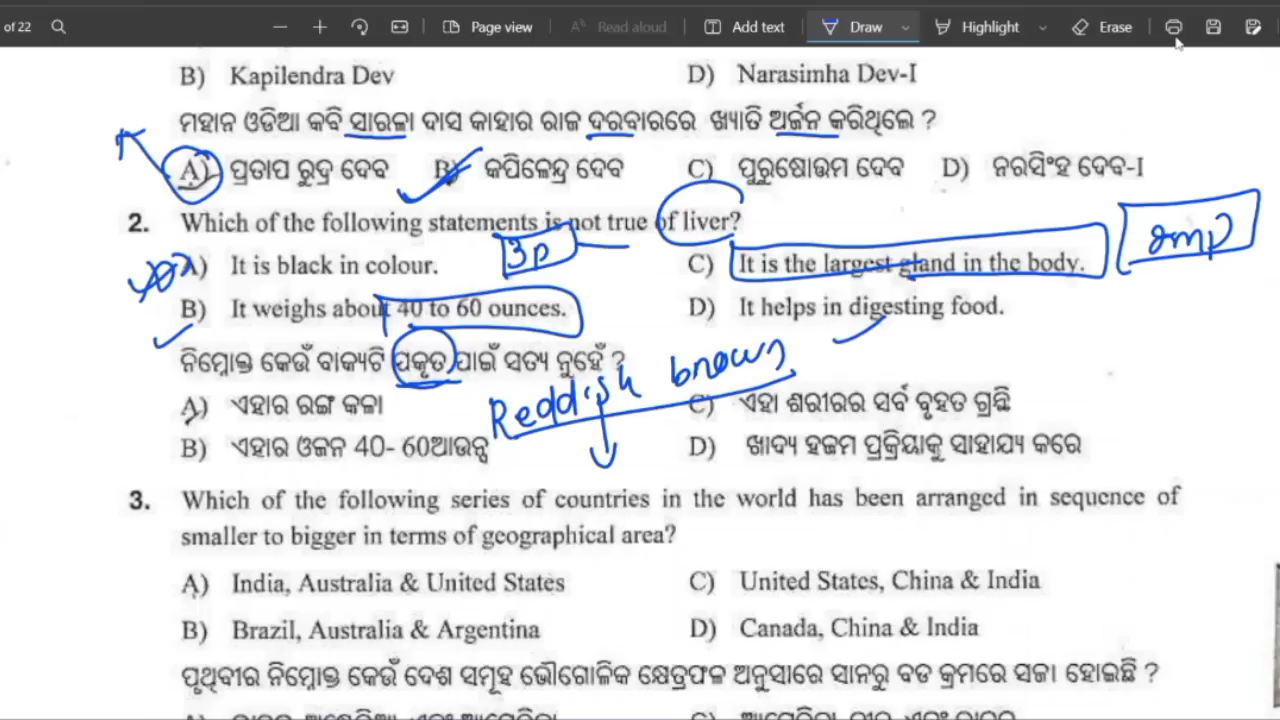 of 22 Page view Read aloud Add text Draw Highlight Erase
B) Kapilendra Dev D) Narasimha Dev-I
ମହାନ ଓଡିଆ କବି ସାରଳା ଦାସ କାହାର ରାଜ ଦରବାରରେ ଖ୍ୟାତି ଅର୍ଜନ କରିଥିଲେ ?
A) ପ୍ରତାପ ରୁଦ୍ର ଦେବ B) କପିଳେନ୍ଦ୍ର ଦେବ C) ପୁରୁଷୋତ୍ତମ ଦେବ D) ନରସିଂହ ଦେବ-I
2. Which of the following statements is not true of liver?
3p
Imp
A) It is black in colour. C) It is the largest gland in the body.
B) It weighs about 40 to 60 ounces. D) It helps in digesting food.
ନିମ୍ନୋକ୍ତ କେଉଁ ବାକ୍ୟଟି ଯକୃତ ପାଇଁ ସତ୍ୟ ନୁହେଁ ?
Reddish brown
A) ଏହାର ରଙ୍ଗ କଳା C) ଏହା ଶରୀରର ସର୍ବ ବୃହତ ଗ୍ରନ୍ଥି
B) ଏହାର ଓଜନ 40- 60ଆଉନ୍ସ D) ଖାଦ୍ୟ ହଜମ ପ୍ରକ୍ରିୟାକୁ ସାହାଯ୍ୟ କରେ
3. Which of the following series of countries in the world has been arranged in sequence of
smaller to bigger in terms of geographical area?
A) India, Australia & United States C) United States, China & India
B) Brazil, Australia & Argentina D) Canada, China & India
ପୃଥିବୀର ନିମ୍ନୋକ୍ତ କେଉଁ ଦେଶ ସମୂହ ଭୌଗୋଳିକ କ୍ଷେତ୍ରଫଳ ଅନୁସାରେ ସାନରୁ ବଡ କ୍ରମରେ ସଜା ହୋଇଛି ?